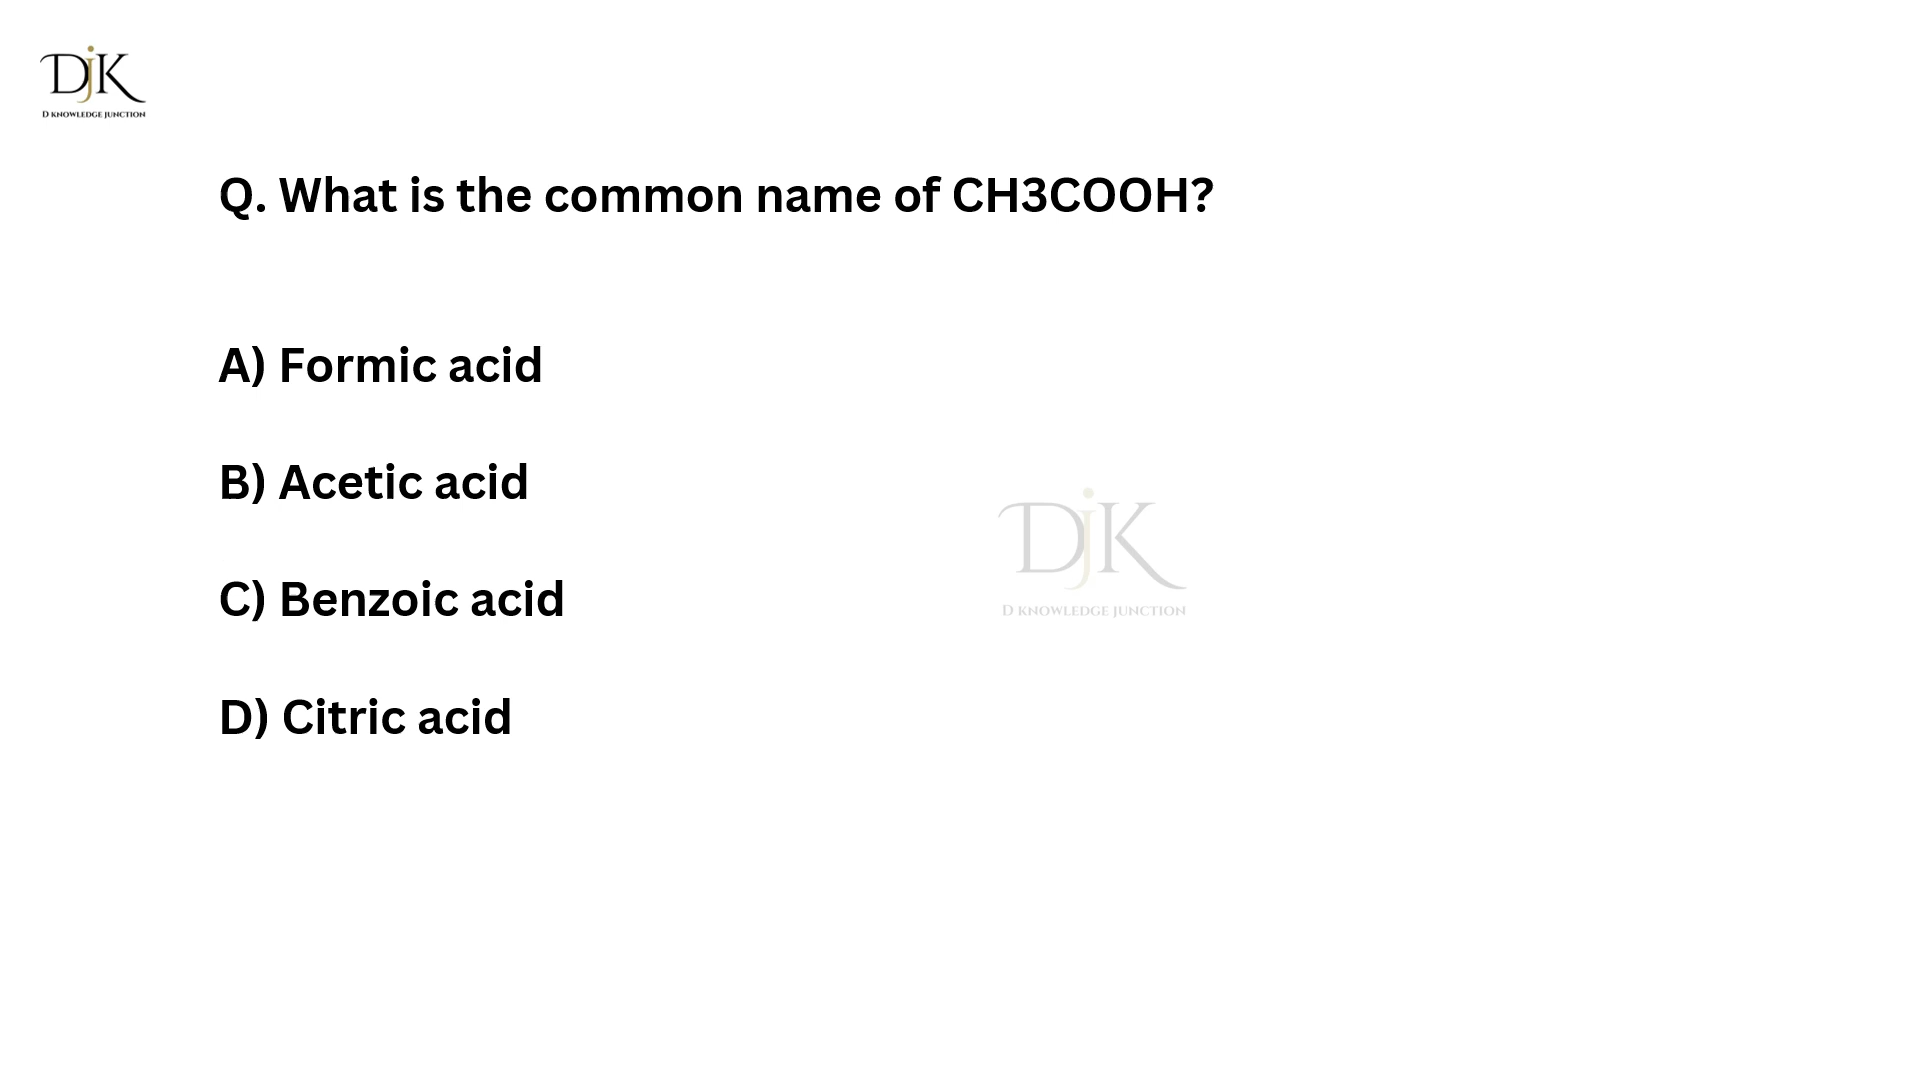 DjK
D KNOWLEDGE JUNCTION
Q. What is the common name of CH3COOH?
A) Formic acid
B) Acetic acid
C) Benzoic acid
D) Citric acid
DjK
D KNOWLEDGE JUNCTION